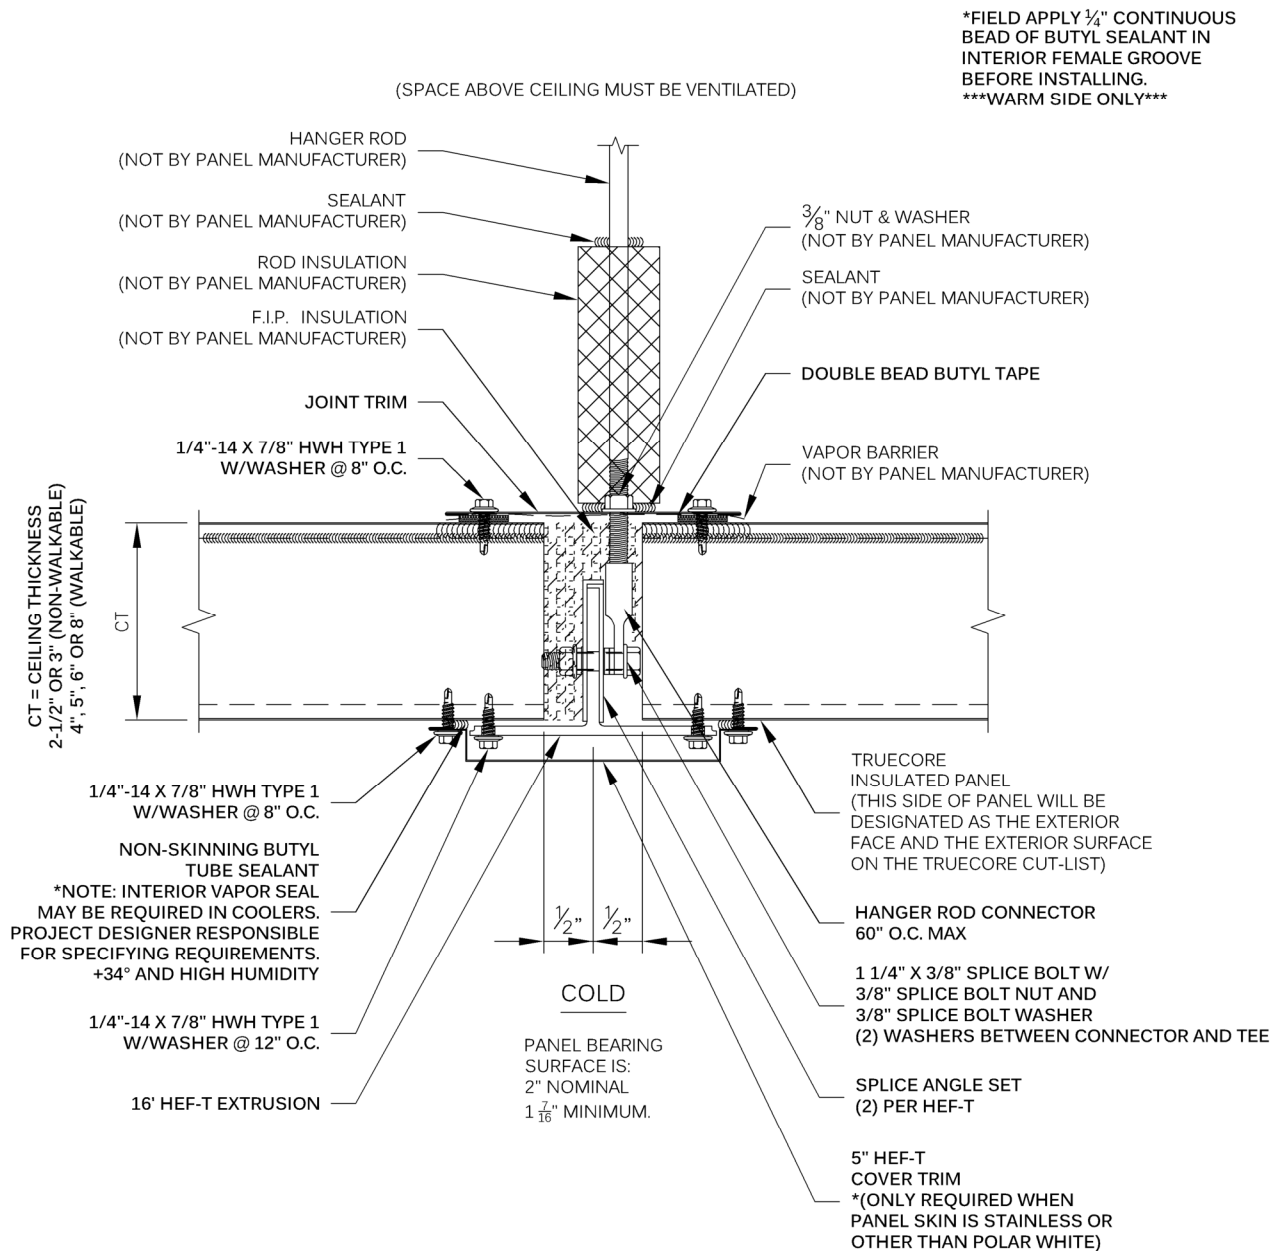 *FIELD APPLY ¼" CONTINUOUS
BEAD OF BUTYL SEALANT IN
INTERIOR FEMALE GROOVE
BEFORE INSTALLING.
***WARM SIDE ONLY***
(SPACE ABOVE CEILING MUST BE VENTILATED)
HANGER ROD
(NOT BY PANEL MANUFACTURER)
SEALANT
(NOT BY PANEL MANUFACTURER)
ROD INSULATION
(NOT BY PANEL MANUFACTURER)
F.I.P. INSULATION
(NOT BY PANEL MANUFACTURER)
JOINT TRIM
1/4"-14 X 7/8" HWH TYPE 1
W/WASHER @ 8" O.C.
⅜" NUT & WASHER
(NOT BY PANEL MANUFACTURER)
SEALANT
(NOT BY PANEL MANUFACTURER)
DOUBLE BEAD BUTYL TAPE
VAPOR BARRIER
(NOT BY PANEL MANUFACTURER)
CT = CEILING THICKNESS
2-1/2" OR 3" (NON-WALKABLE)
4", 5", 6" OR 8" (WALKABLE)
CT
1/4"-14 X 7/8" HWH TYPE 1
W/WASHER @ 8" O.C.
NON-SKINNING BUTYL
TUBE SEALANT
*NOTE: INTERIOR VAPOR SEAL
MAY BE REQUIRED IN COOLERS.
PROJECT DESIGNER RESPONSIBLE
FOR SPECIFYING REQUIREMENTS.
+34° AND HIGH HUMIDITY
1/4"-14 X 7/8" HWH TYPE 1
W/WASHER @ 12" O.C.
16' HEF-T EXTRUSION
½" ½"
COLD
PANEL BEARING
SURFACE IS:
2" NOMINAL
1 7/16" MINIMUM.
TRUECORE
INSULATED PANEL
(THIS SIDE OF PANEL WILL BE
DESIGNATED AS THE EXTERIOR
FACE AND THE EXTERIOR SURFACE
ON THE TRUECORE CUT-LIST)
HANGER ROD CONNECTOR
60" O.C. MAX
1 1/4" X 3/8" SPLICE BOLT W/
3/8" SPLICE BOLT NUT AND
3/8" SPLICE BOLT WASHER
(2) WASHERS BETWEEN CONNECTOR AND TEE
SPLICE ANGLE SET
(2) PER HEF-T
5" HEF-T
COVER TRIM
*(ONLY REQUIRED WHEN
PANEL SKIN IS STAINLESS OR
OTHER THAN POLAR WHITE)